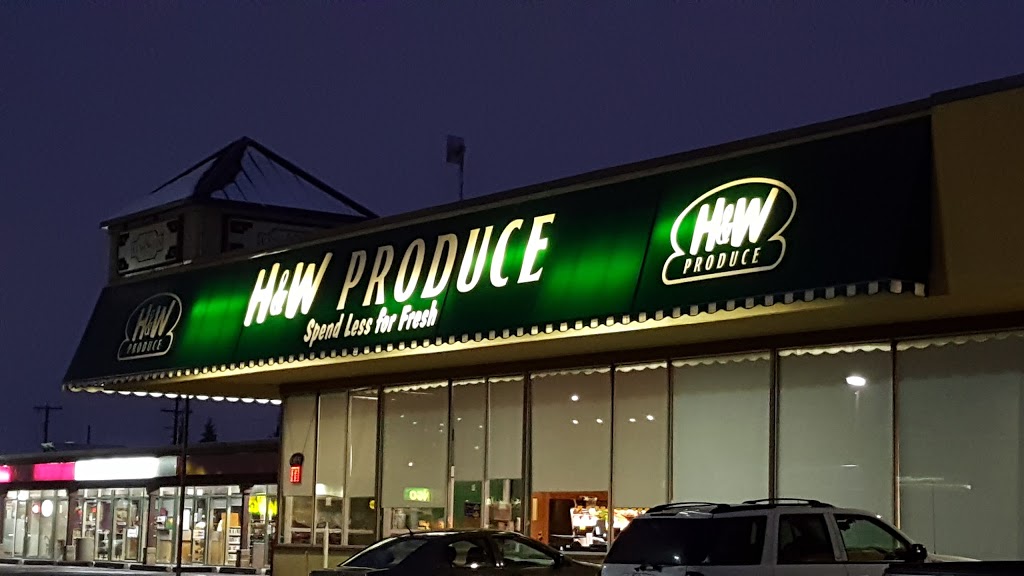 H&W
PRODUCE
H&W PRODUCE
Spend Less for Fresh
H&W
PRODUCE